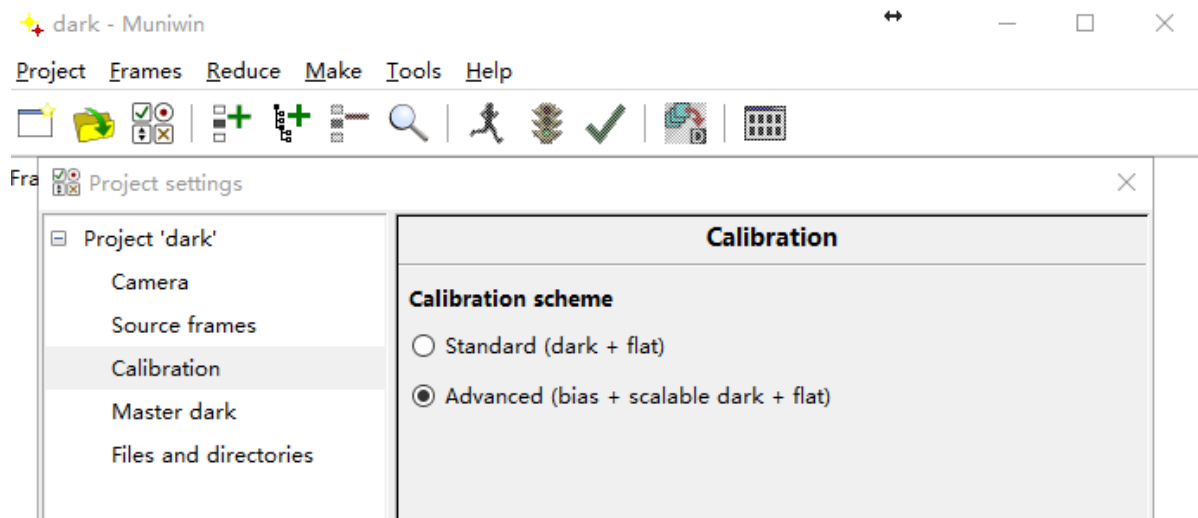 dark - Muniwin
Project Frames Reduce Make Tools Help
D
Fra
Project settings
Project 'dark'
Camera
Source frames
Calibration
Master dark
Files and directories
Calibration
Calibration scheme
Standard (dark + flat)
Advanced (bias + scalable dark + flat)